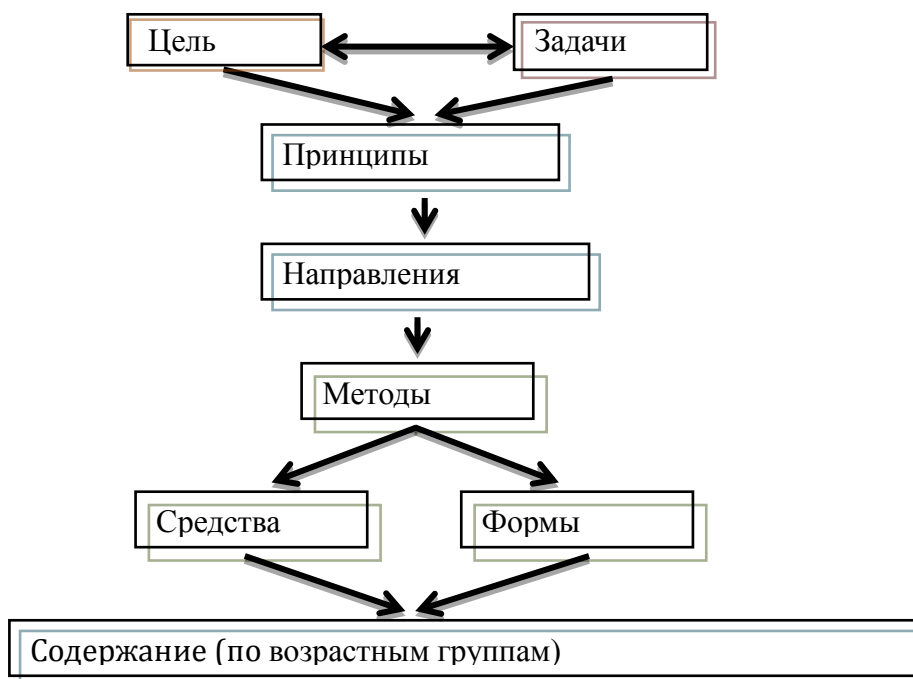 Цель
Задачи
Принципы
Направления
Методы
Средства
Формы
Содержание (по возрастным группам)